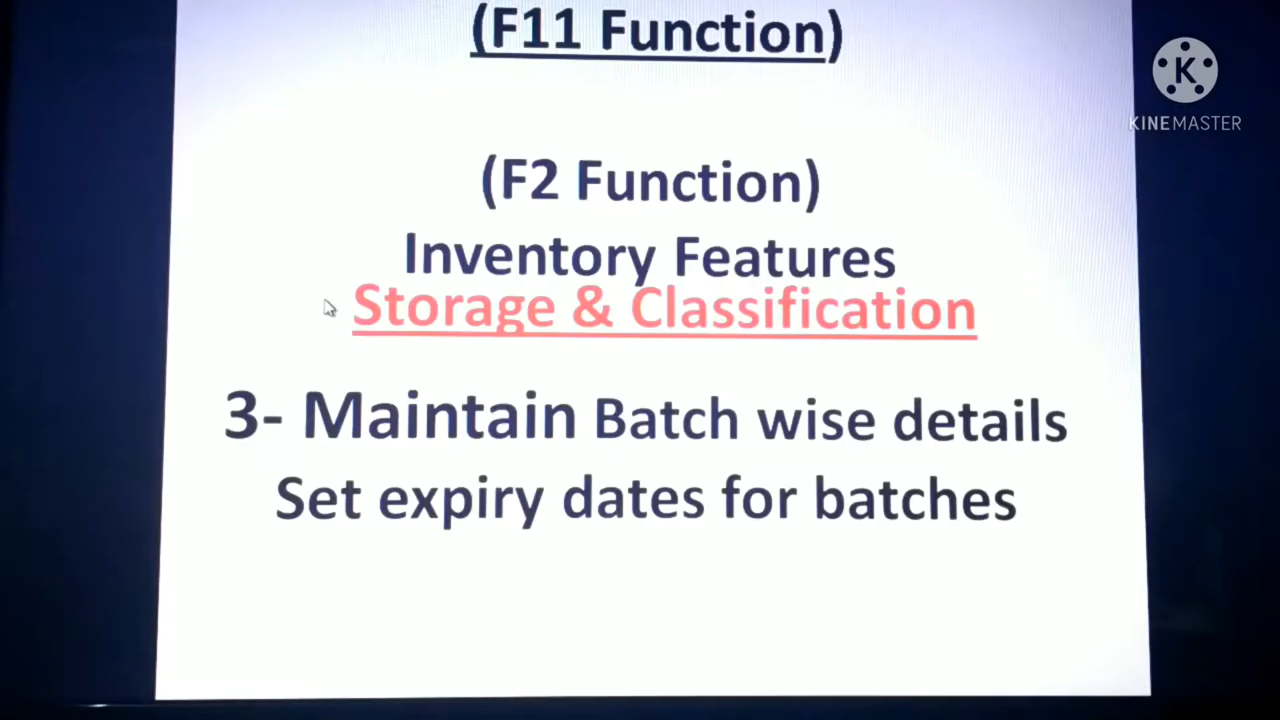 (F11 Function)
KINEMASTER
(F2 Function)
Inventory Features
Storage & Classification
3- Maintain Batch wise details
Set expiry dates for batches